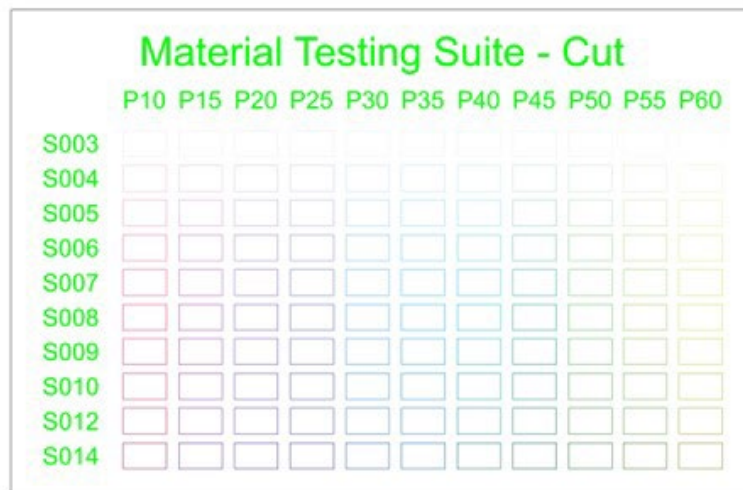 Material Testing Suite - Cut
P10 P15 P20 P25 P30 P35 P40 P45 P50 P55 P60
S003
S004
S005
S006
S007
S008
S009
S010
S012
S014